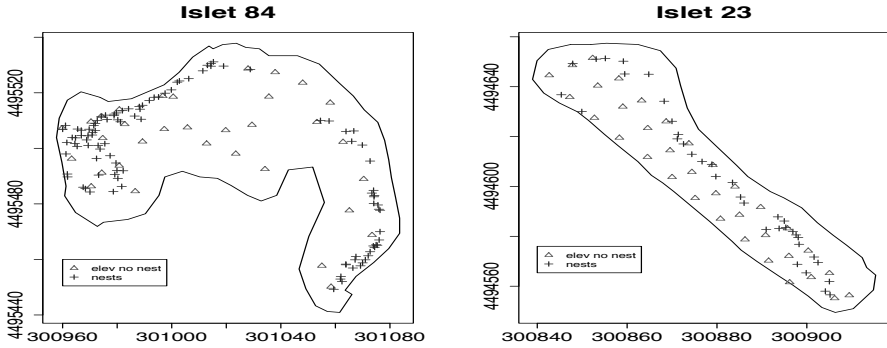 Islet 84
4495520
4495480
4495440
elev no nest
nests
300960
301000
301040
301080
Islet 23
4494640
4494600
4494560
elev no nest
nests
300840
300860
300880
300900